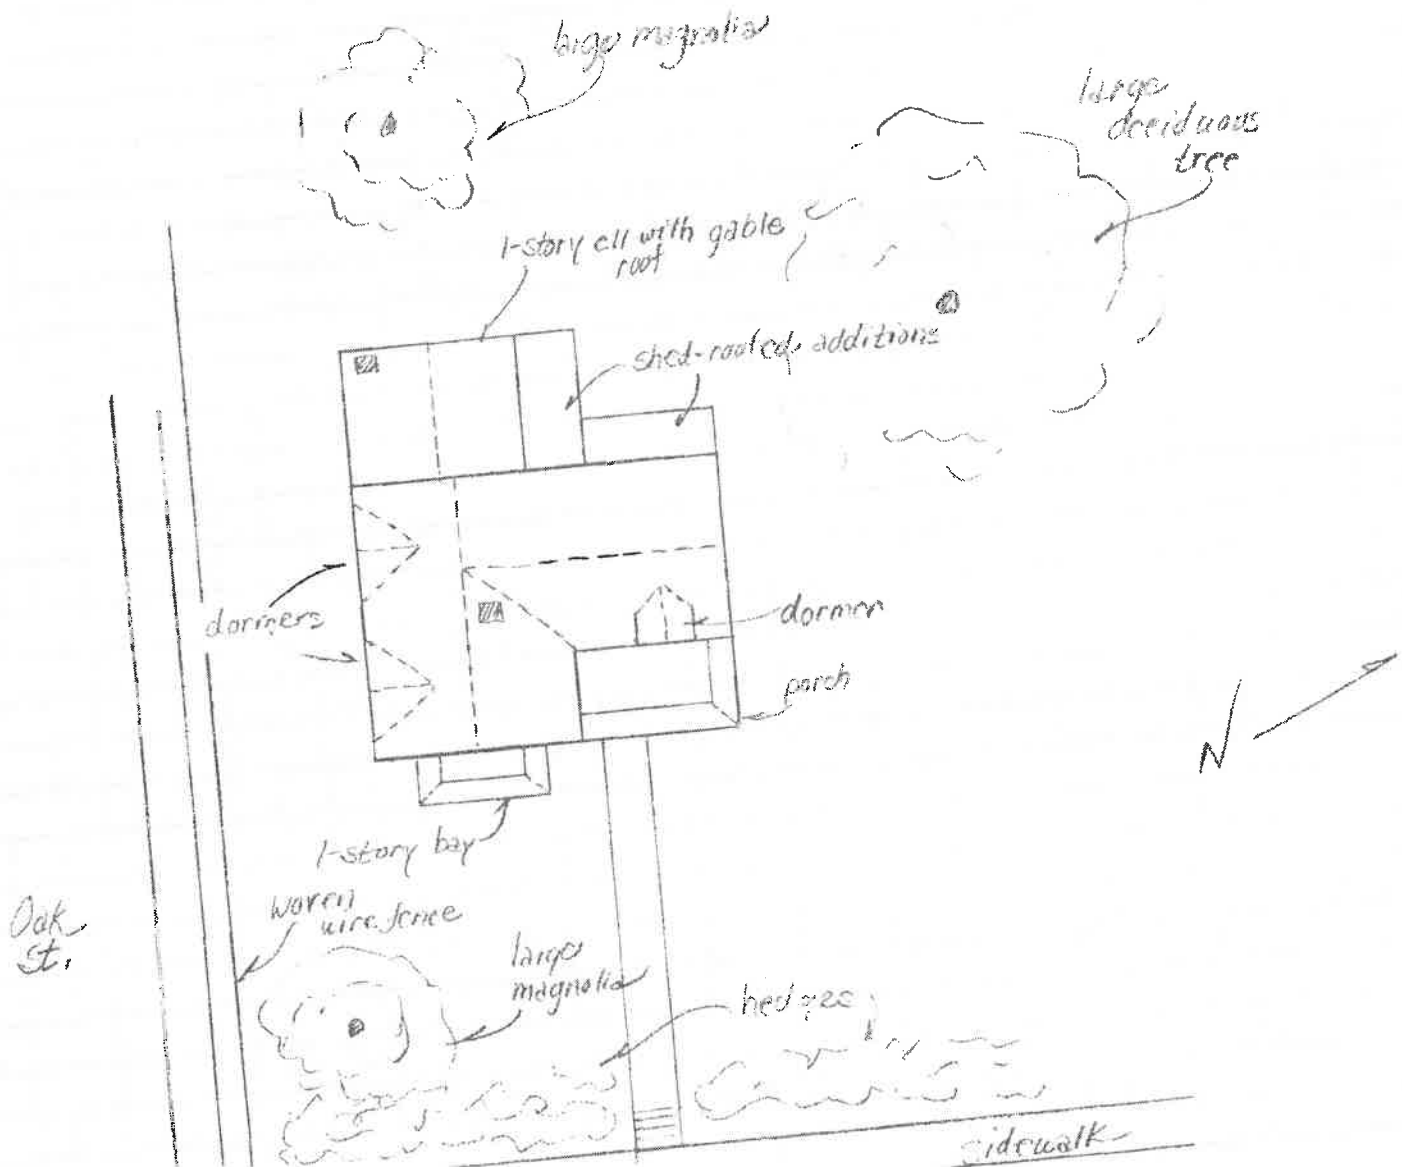 large magnolia
large
deciduous
tree
1-story ell with gable
roof
shed-roofed additions
dormers
dormer
porch
N
1-story bay
woven
wire fence
Oak
St.
large
magnolia
hedges
sidewalk